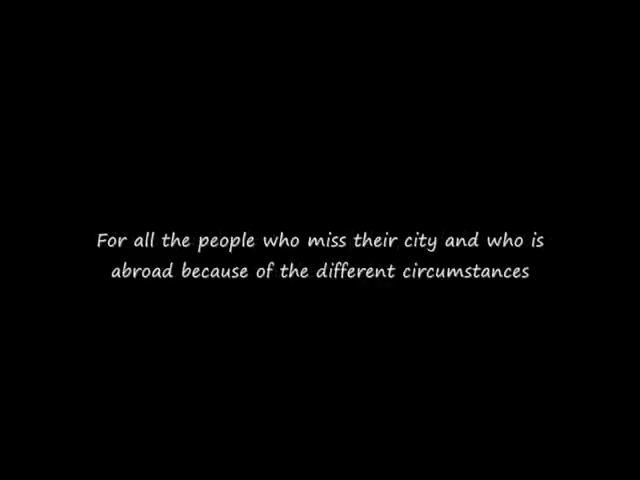 For all the people who miss their city and who is
abroad because of the different circumstances